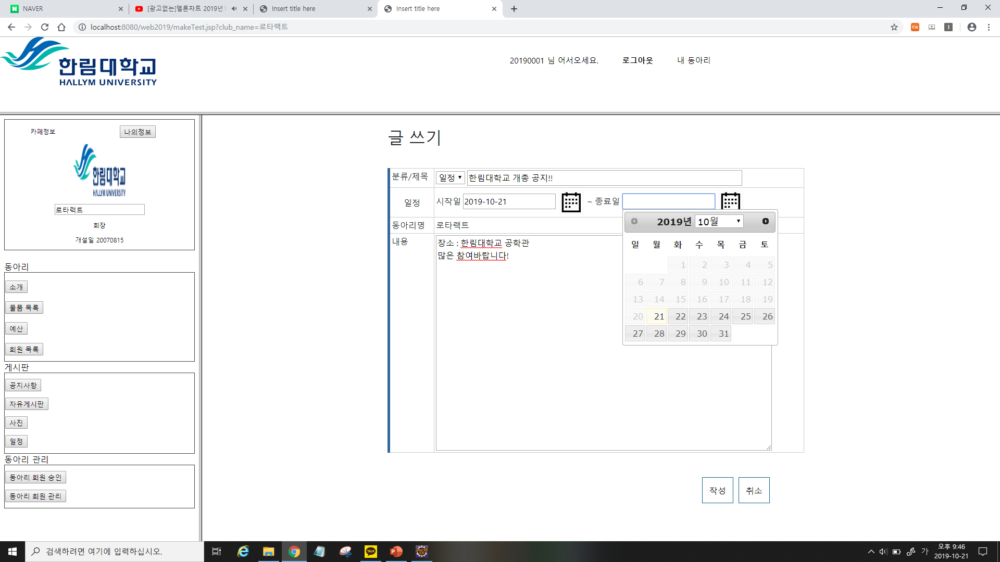 NAVER
[광고없는]멜론차트 2019년
Insert title here
Insert title here
localhost:8080/web2019/makeTest.jsp?club_name=로타랙트
한림대학교
HALLYM UNIVERSITY
20190001 님 어서오세요. 로그아웃 내 동아리
카페정보 나의정보
한림대학교
HALLYM UNIVERSITY
로타랙트
회장
개설일 20070815
동아리
소개
물품 목록
예산
회원 목록
게시판
공지사항
자유게시판
사진
일정
동아리 관리
동아리 회원 승인
동아리 회원 관리
글 쓰기
분류/제목 일정 한림대학교 개총 공지!!
일정 시작일 2019-10-21 ~ 종료일
동아리명 로타랙트
내용 장소 : 한림대학교 공학관
많은 참여바랍니다!
2019년 10월
일 월 화 수 목 금 토
1 2 3 4 5
6 7 8 9 10 11 12
13 14 15 16 17 18 19
20 21 22 23 24 25 26
27 28 29 30 31
작성 취소
검색하려면 여기에 입력하십시오.
TALK
가
오후 9:46
2019-10-21